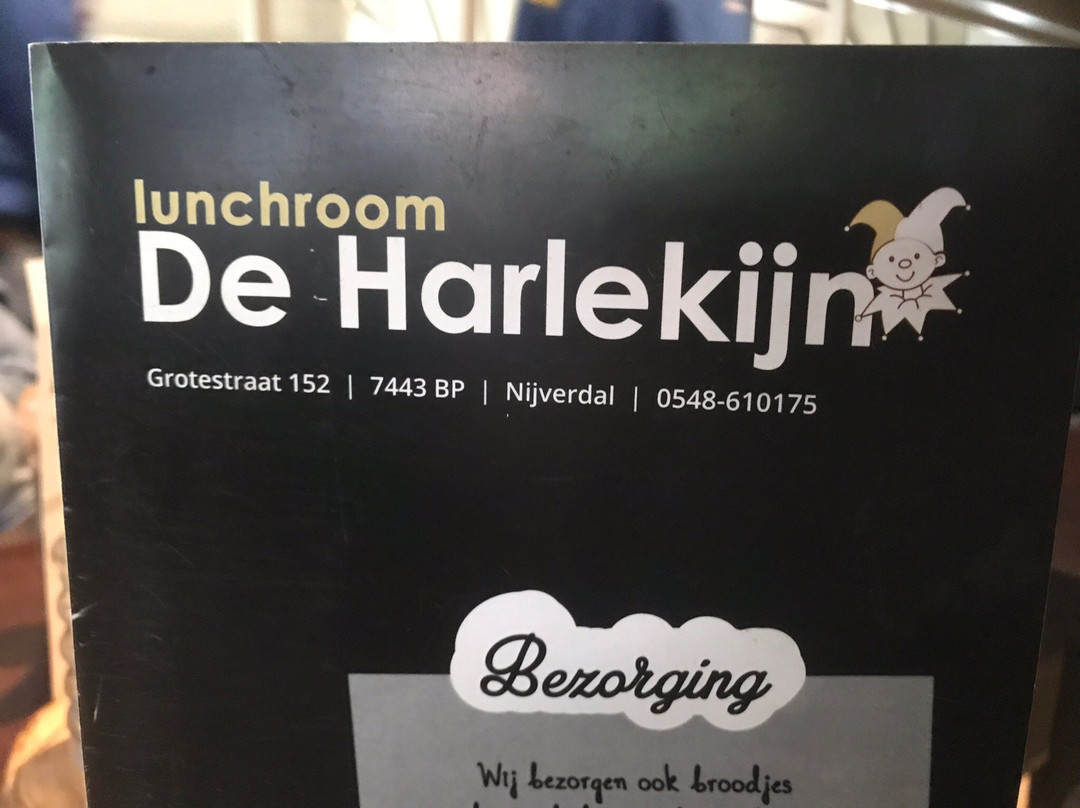 lunchroom
De Harlekijn
Grotestraat 152 | 7443 BP | Nijverdal | 0548-610175
Bezorging
Wij bezorgen ook broodjes